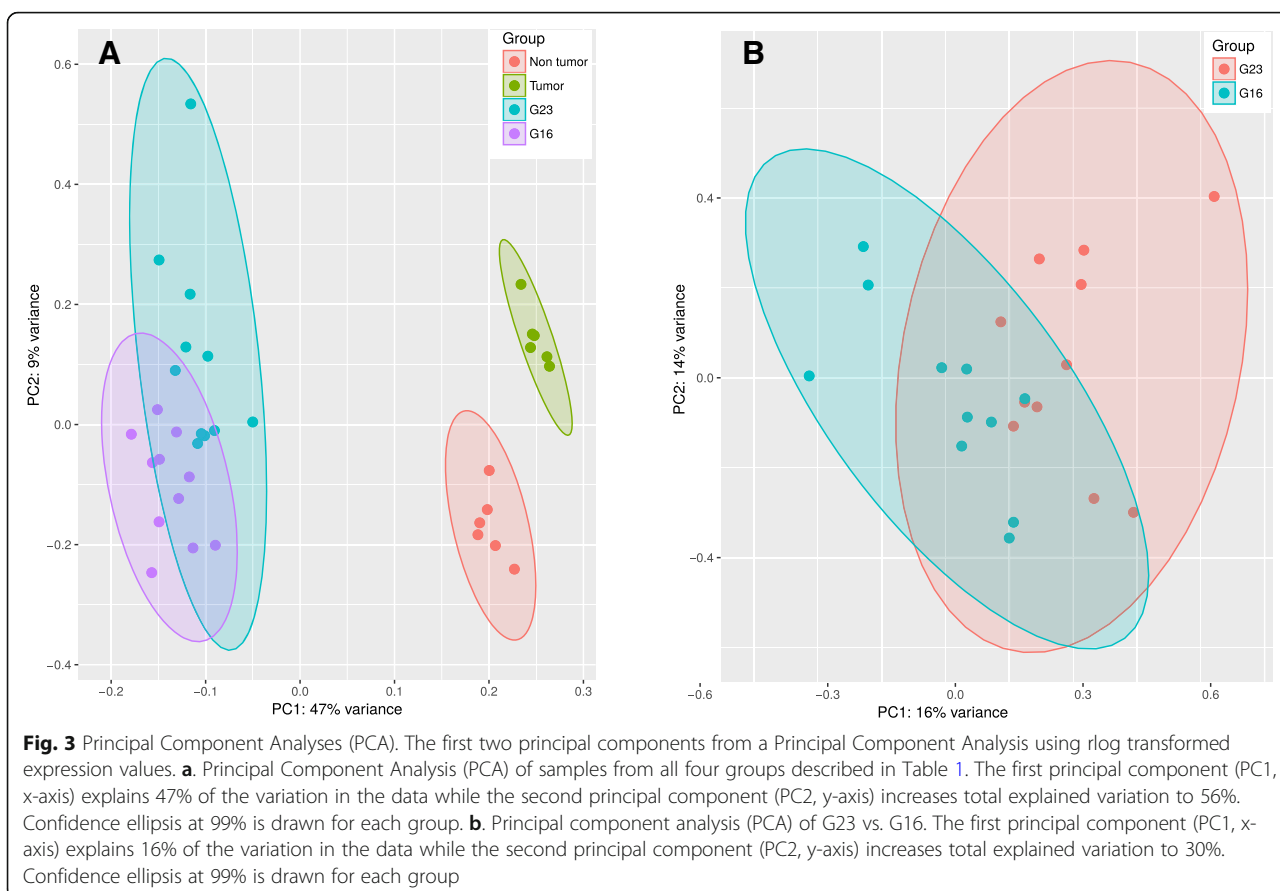 A
Group
Non tumor
Tumor
G23
G16
0.6
0.4
0.2
0.0
−0.2
−0.4
PC2: 9% variance
−0.2 −0.1 0.0 0.1 0.2 0.3
PC1: 47% variance
B
Group
G23
G16
0.4
0.0
−0.4
PC2: 14% variance
−0.6 −0.3 0.0 0.3 0.6
PC1: 16% variance
Fig. 3 Principal Component Analyses (PCA). The first two principal components from a Principal Component Analysis using rlog transformed
expression values. a. Principal Component Analysis (PCA) of samples from all four groups described in Table 1. The first principal component (PC1,
x-axis) explains 47% of the variation in the data while the second principal component (PC2, y-axis) increases total explained variation to 56%.
Confidence ellipsis at 99% is drawn for each group. b. Principal component analysis (PCA) of G23 vs. G16. The first principal component (PC1, x-
axis) explains 16% of the variation in the data while the second principal component (PC2, y-axis) increases total explained variation to 30%.
Confidence ellipsis at 99% is drawn for each group